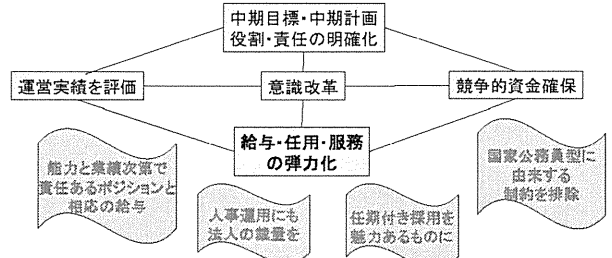 中期目標・中期計画
役割・責任の明確化
運営実績を評価
意識改革
競争的資金確保
給与・任用・服務
の弾力化
能力と業績次第で
責任あるポジションと
相応の給与
人事運用にも
法人の裁量を
任期付き採用を
魅力あるものに
国家公務員型に
由来する
制約を排除